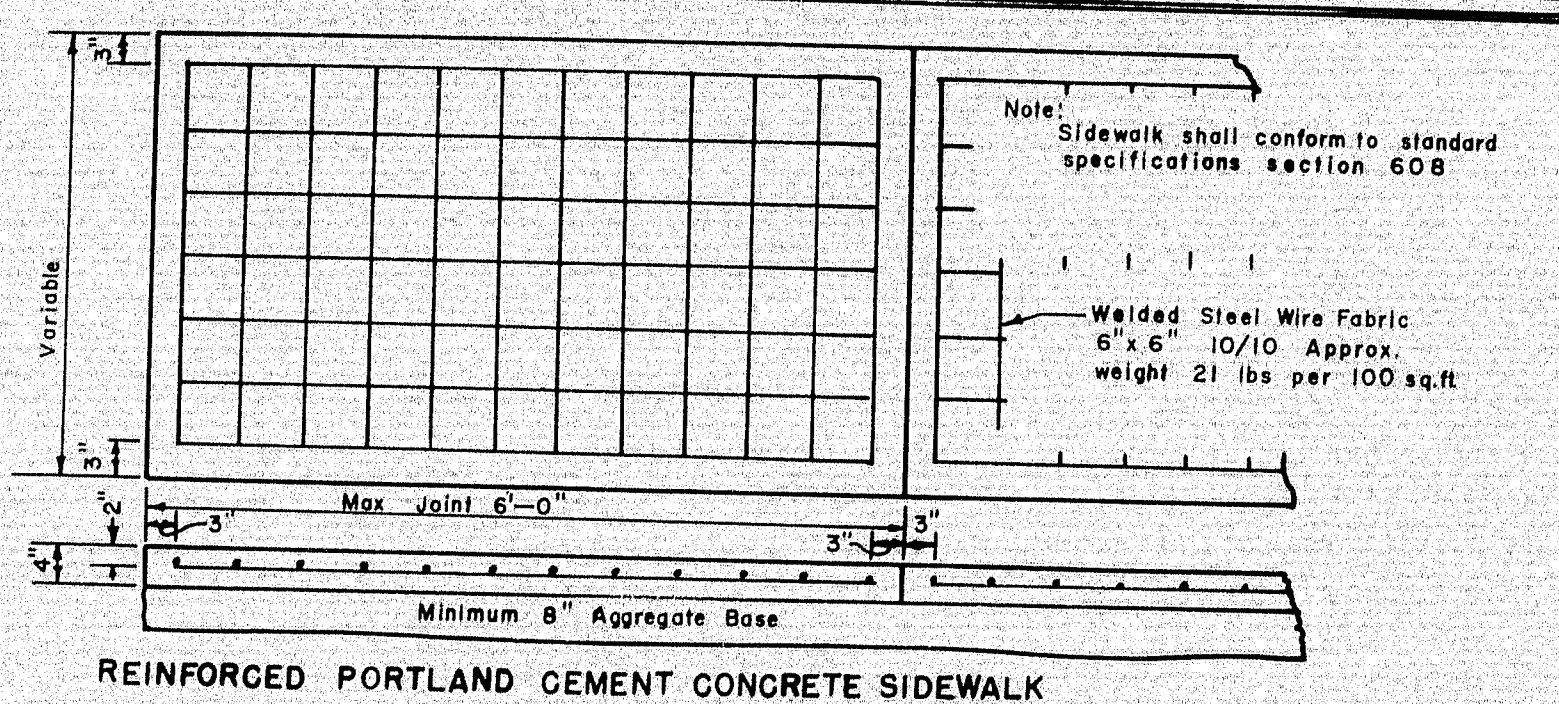 3"
Note:
Sidewalk shall conform to standard
specifications section 608
Variable
Welded Steel Wire Fabric
6"x 6" 10/10 Approx.
weight 21 lbs per 100 sq.ft
3"
2"
Max Joint 6'-0"
3"
3"
3"
4"
Minimum 8" Aggregate Base
REINFORCED PORTLAND CEMENT CONCRETE SIDEWALK